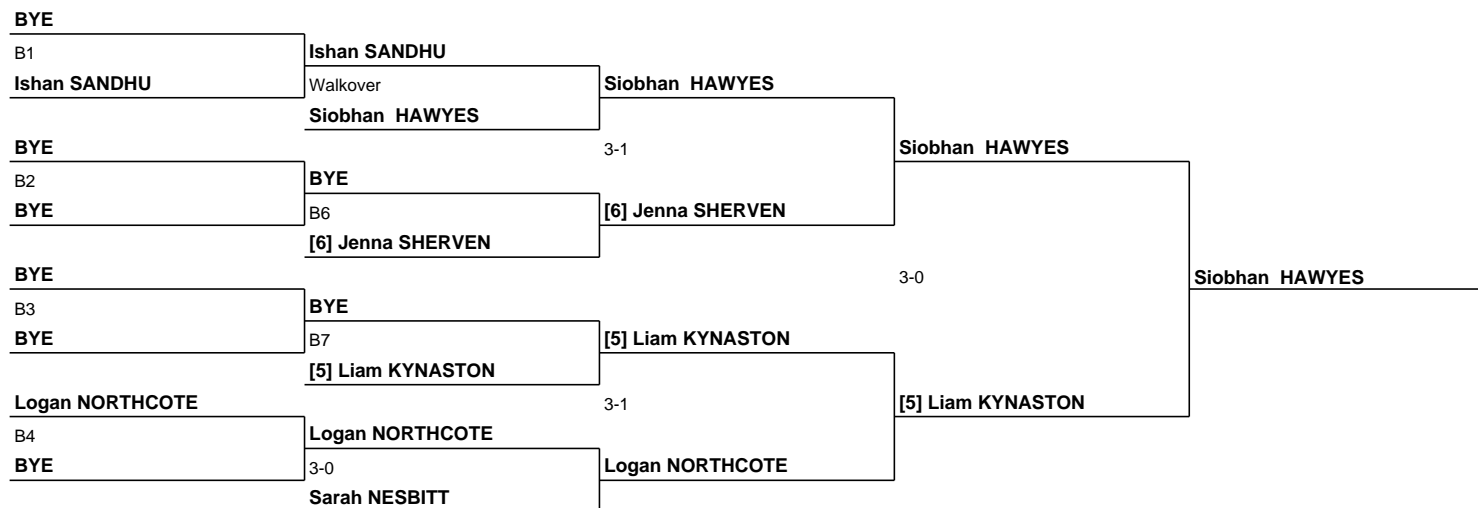 BYE
B1
Ishan SANDHU
BYE
B2
BYE
BYE
B3
BYE
Logan NORTHCOTE
B4
BYE
Ishan SANDHU
Walkover
Siobhan HAWYES
BYE
B6
[6] Jenna SHERVEN
BYE
B7
[5] Liam KYNASTON
Logan NORTHCOTE
3-0
Sarah NESBITT
Siobhan HAWYES
3-1
[6] Jenna SHERVEN
[5] Liam KYNASTON
3-1
Logan NORTHCOTE
Siobhan HAWYES
3-0
[5] Liam KYNASTON
Siobhan HAWYES